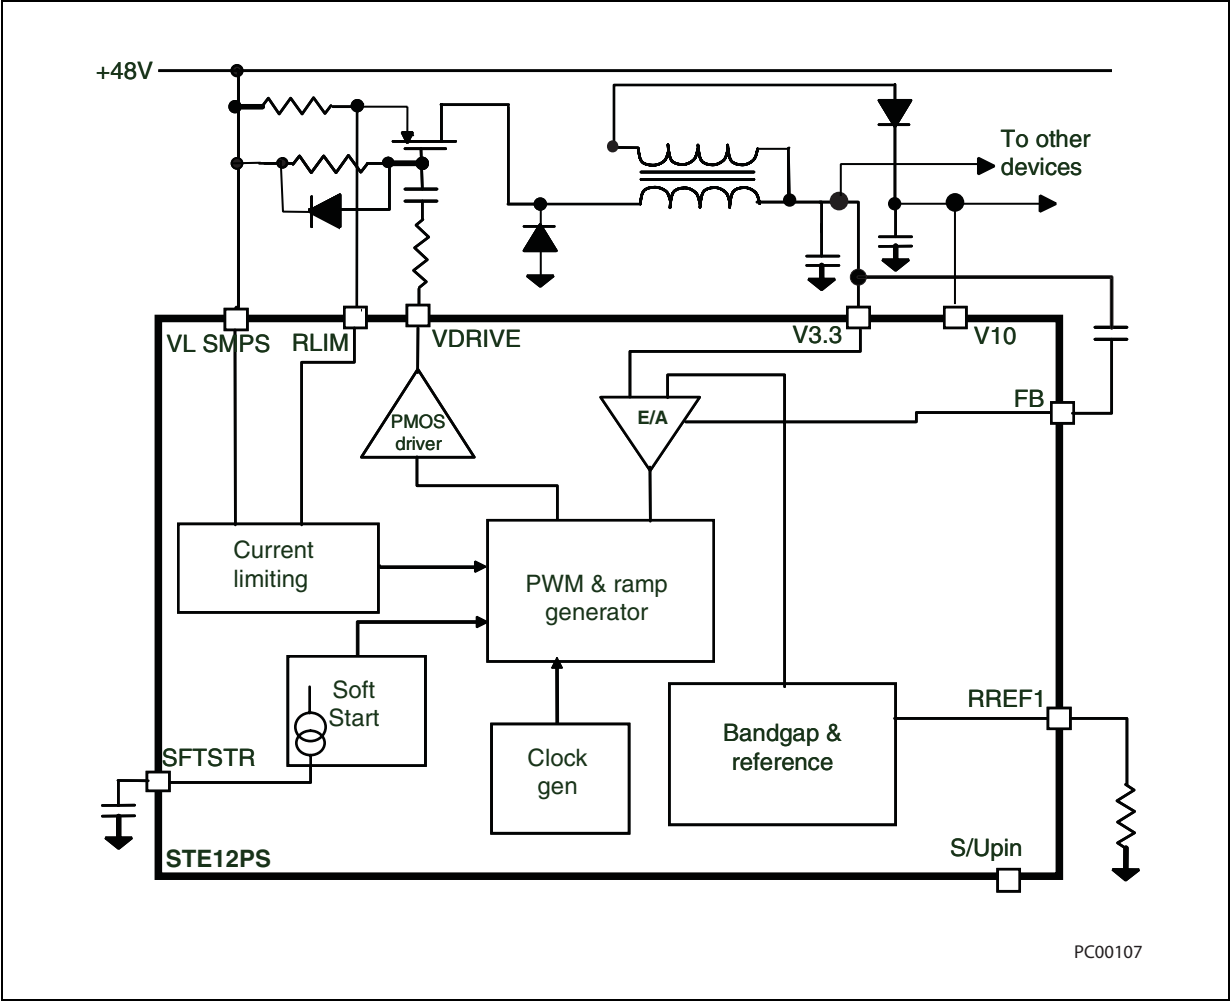 +48V
To other
devices
VL SMPS
RLIM
VDRIVE
V3.3
V10
FB
PMOS
driver
E/A
Current
limiting
PWM & ramp
generator
Soft
Start
RREF1
Bandgap &
reference
Clock
gen
SFTSTR
S/Upin
STE12PS
PC00107